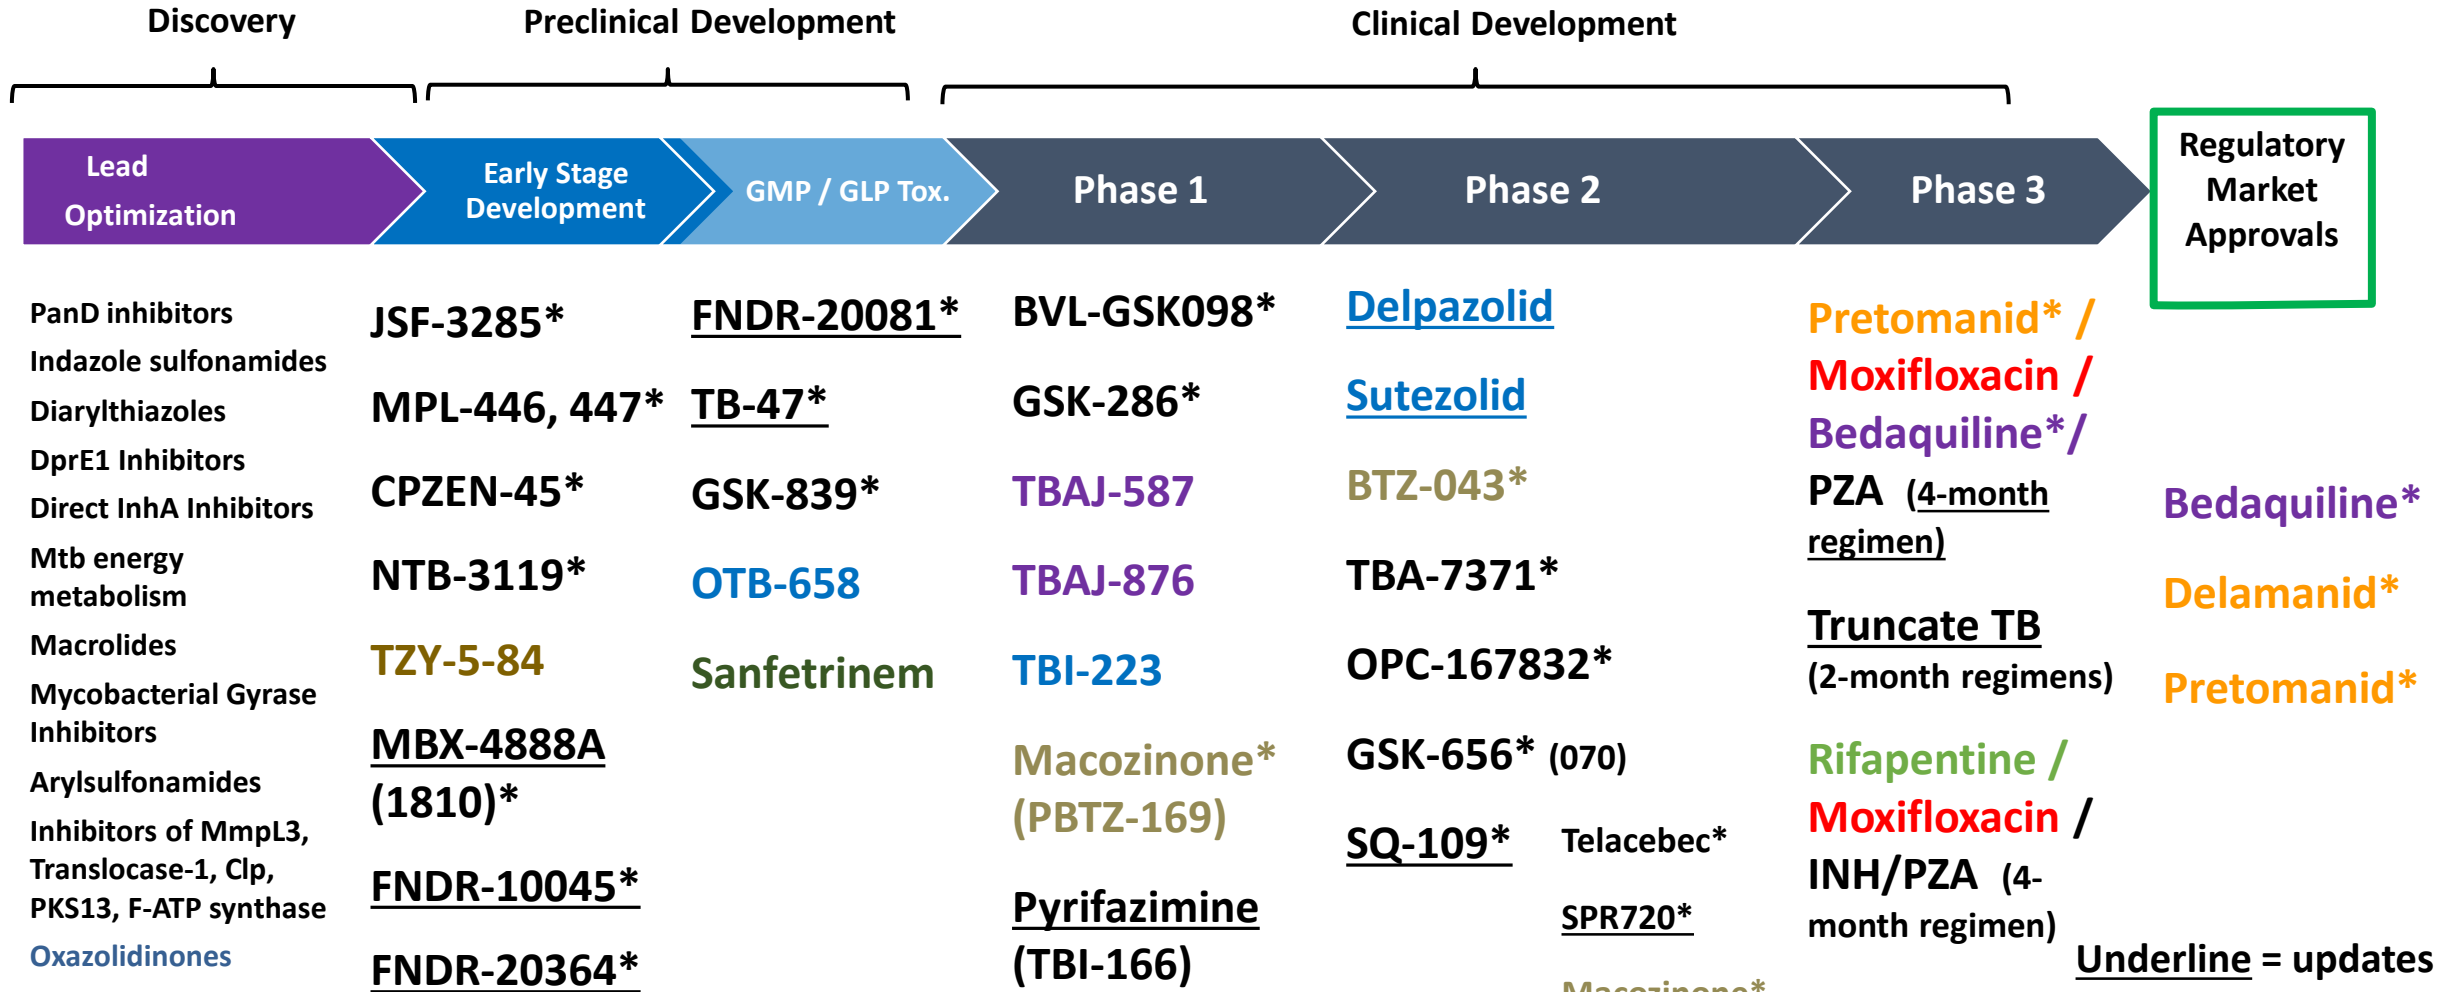 Discovery
Preclinical Development
Clinical Development
Lead
Optimization
Early Stage
Development
GMP / GLP Tox.
Phase 1
Phase 2
Phase 3
Regulatory
Market
Approvals
PanD inhibitors
Indazole sulfonamides
Diarylthiazoles
DprE1 Inhibitors
Direct InhA Inhibitors
Mtb energy
metabolism
Macrolides
Mycobacterial Gyrase
Inhibitors
Arylsulfonamides
Inhibitors of MmpL3,
Translocase-1, Clp,
PKS13, F-ATP synthase
Oxazolidinones
JSF-3285*
MPL-446, 447*
CPZEN-45*
NTB-3119*
TZY-5-84
MBX-4888A
(1810)*
FNDR-10045*
FNDR-20364*
FNDR-20081*
TB-47*
GSK-839*
OTB-658
Sanfetrinem
BVL-GSK098*
GSK-286*
TBAJ-587
TBAJ-876
TBI-223
Macozinone*
(PBTZ-169)
Pyrifazimine
(TBI-166)
Delpazolid
Sutezolid
BTZ-043*
TBA-7371*
OPC-167832*
GSK-656* (070)
SQ-109*
Telacebec*
SPR720*
Macozinone*
Pretomanid* /
Moxifloxacin /
Bedaquiline*/
PZA (4-month
regimen)
Truncate TB
(2-month regimens)
Rifapentine /
Moxifloxacin /
INH/PZA (4-
month regimen)
Bedaquiline*
Delamanid*
Pretomanid*
Underline = updates